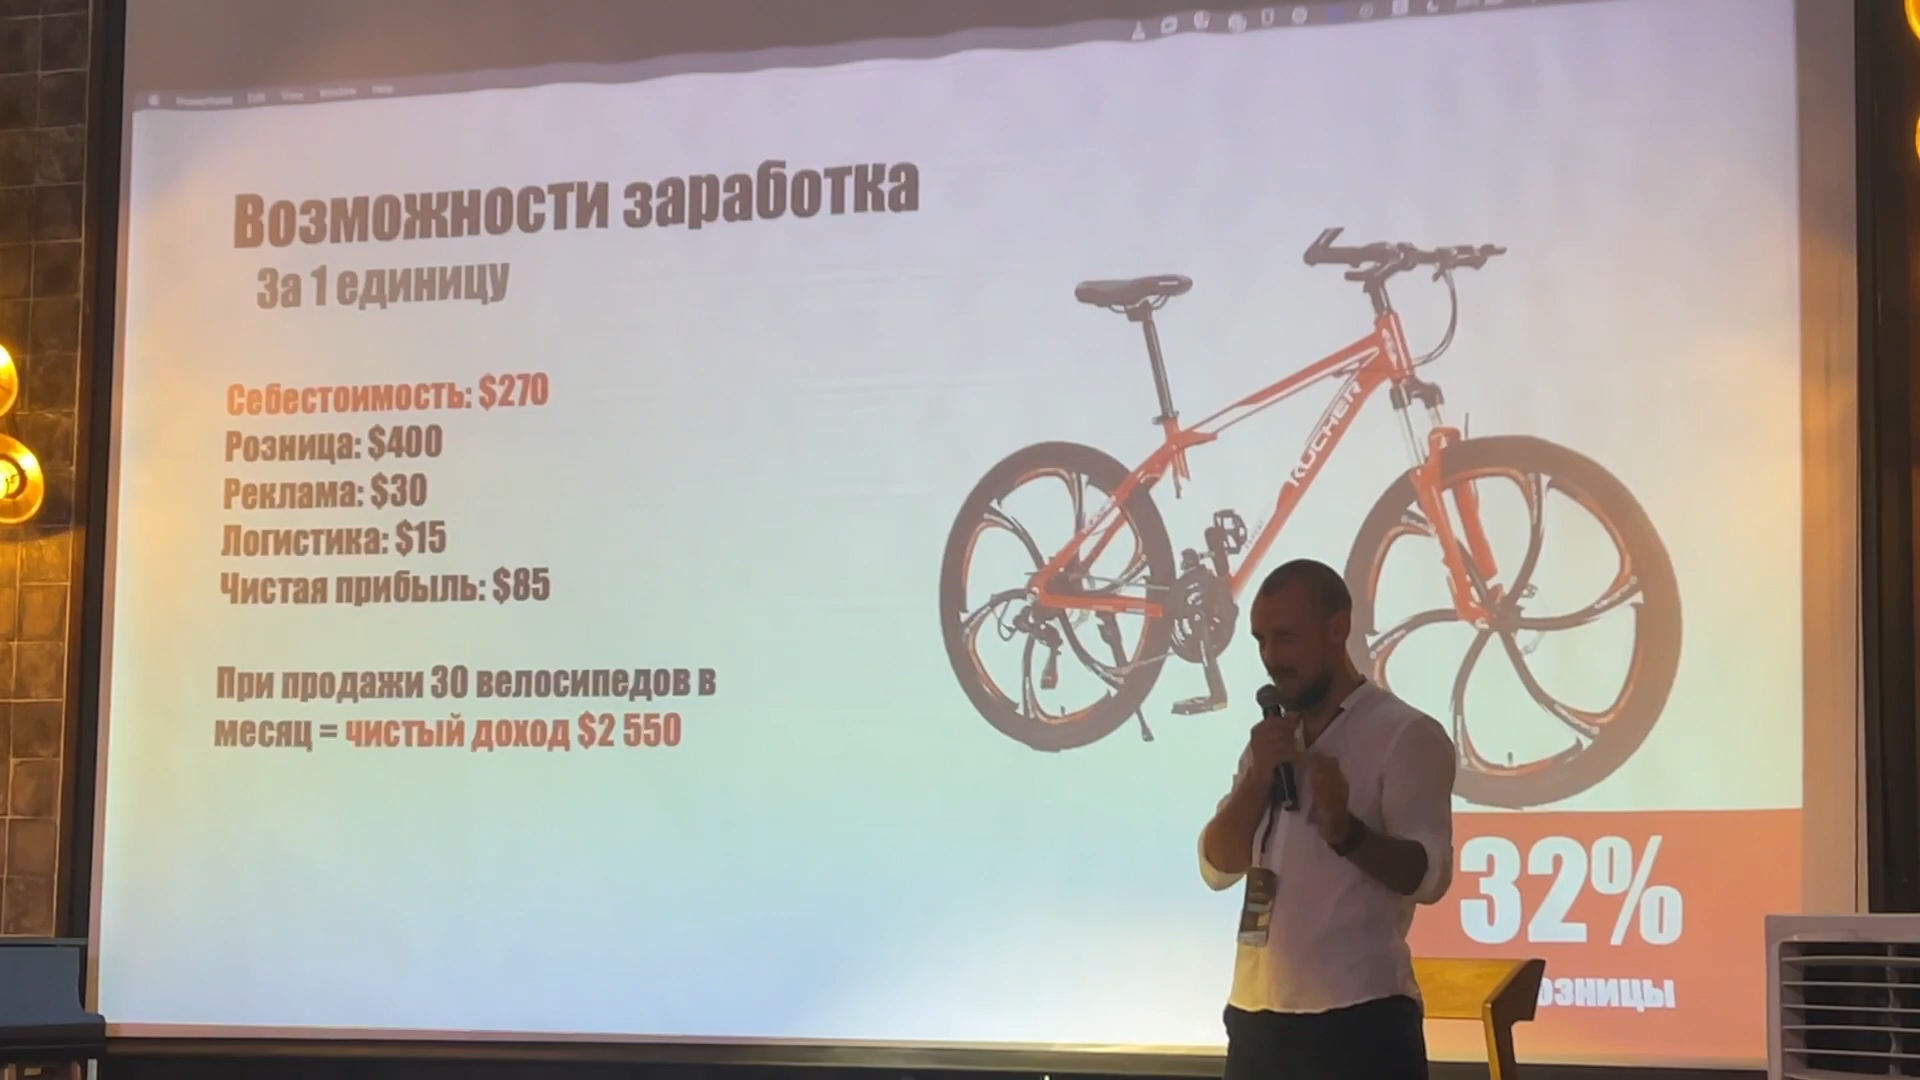 Возможности заработка
За 1 единицу
Себестоимость: $270
Розница: $400
Реклама: $30
Логистика: $15
Чистая прибыль: $85
При продажи 30 велосипедов в
месяц = чистый доход $2 550
KUCHER
32%